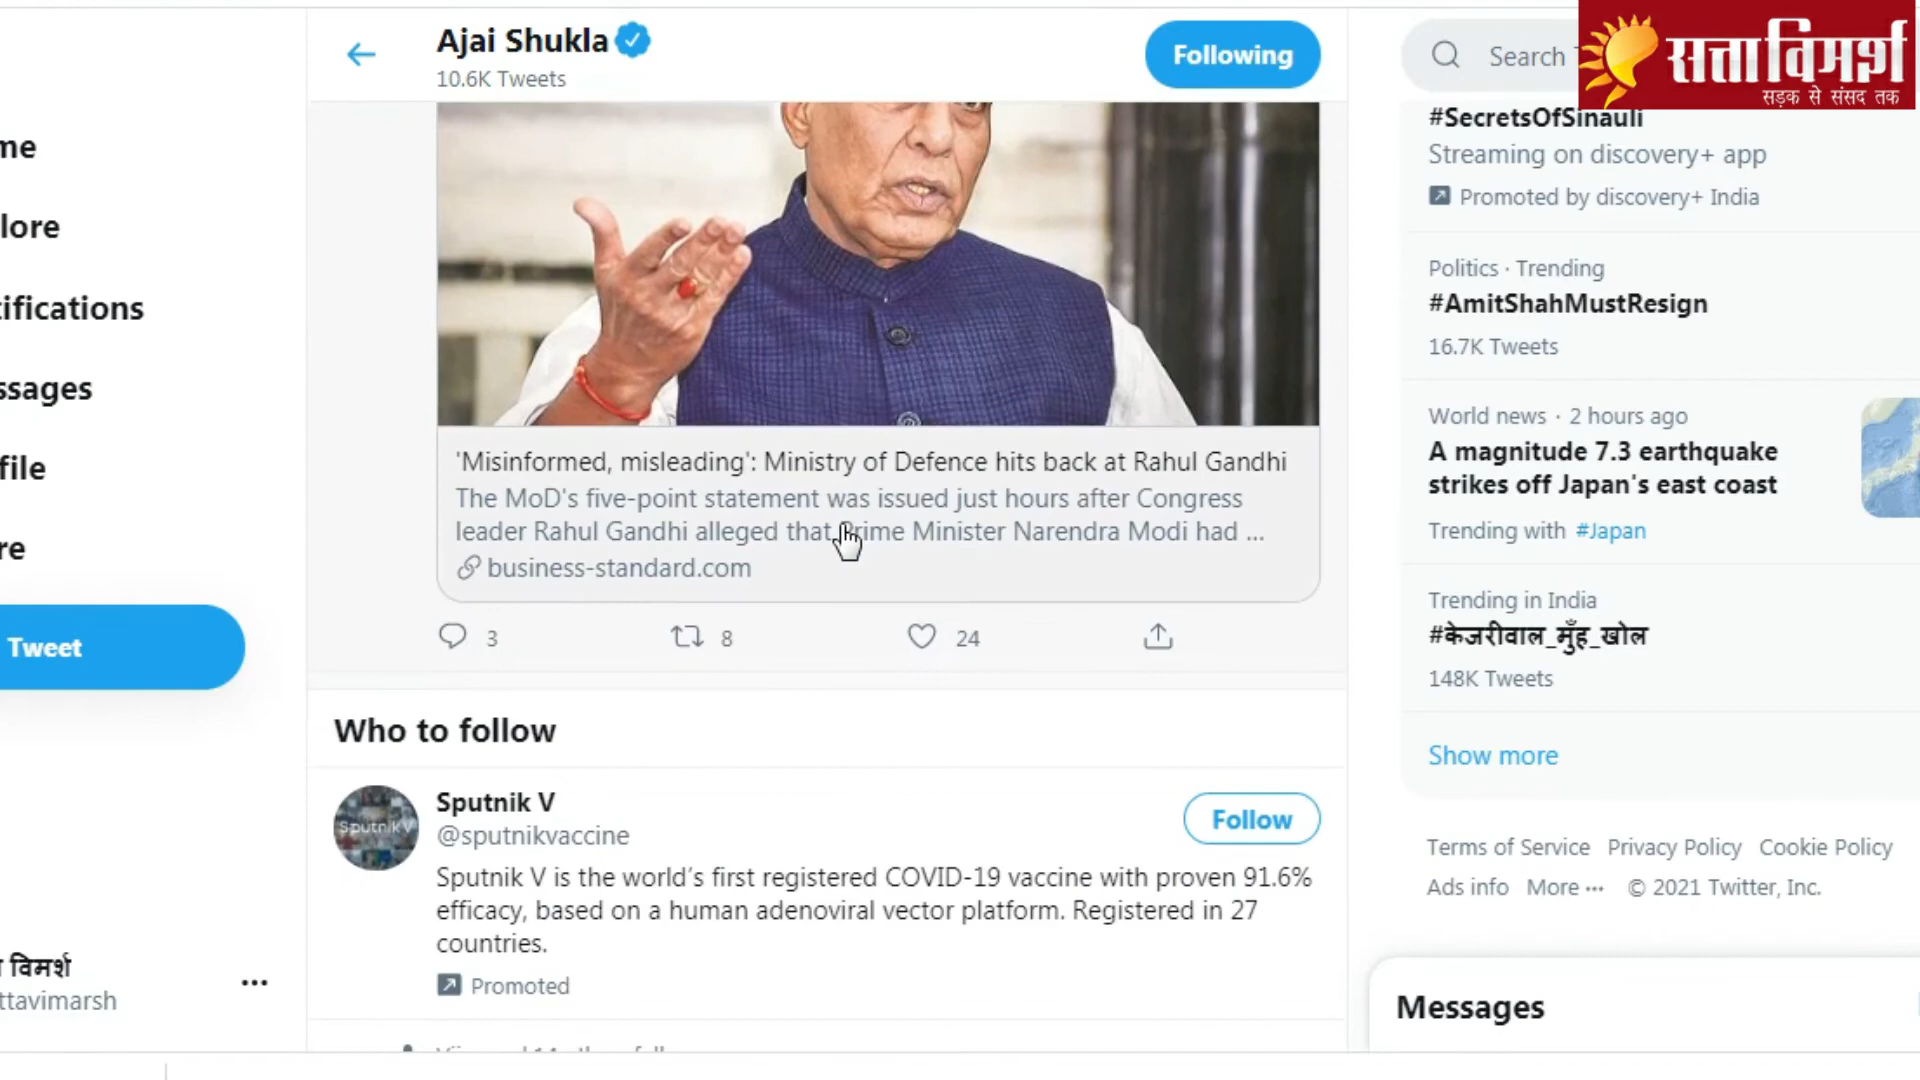 Ajai Shukla
10.6K Tweets
Following
Search
सत्ता विमर्श
सड़क से संसद तक
me
lore
ifications
ssages
file
re
Tweet
विमर्श
ttavimarsh
'Misinformed, misleading': Ministry of Defence hits back at Rahul Gandhi
The MoD's five-point statement was issued just hours after Congress
leader Rahul Gandhi alleged that Prime Minister Narendra Modi had ...
business-standard.com
3
8
24
Who to follow
Sputnik V
@sputnikvaccine
Follow
Sputnik V
Sputnik V is the world's first registered COVID-19 vaccine with proven 91.6%
efficacy, based on a human adenoviral vector platform. Registered in 27
countries.
Promoted
#SecretsOfSinauli
Streaming on discovery+ app
Promoted by discovery+ India
Politics · Trending
#AmitShahMustResign
16.7K Tweets
World news · 2 hours ago
A magnitude 7.3 earthquake
strikes off Japan's east coast
Trending with #Japan
Trending in India
#केजरीवाल_मुँह_खोल
148K Tweets
Show more
Terms of Service Privacy Policy Cookie Policy
Ads info More ··· © 2021 Twitter, Inc.
Messages